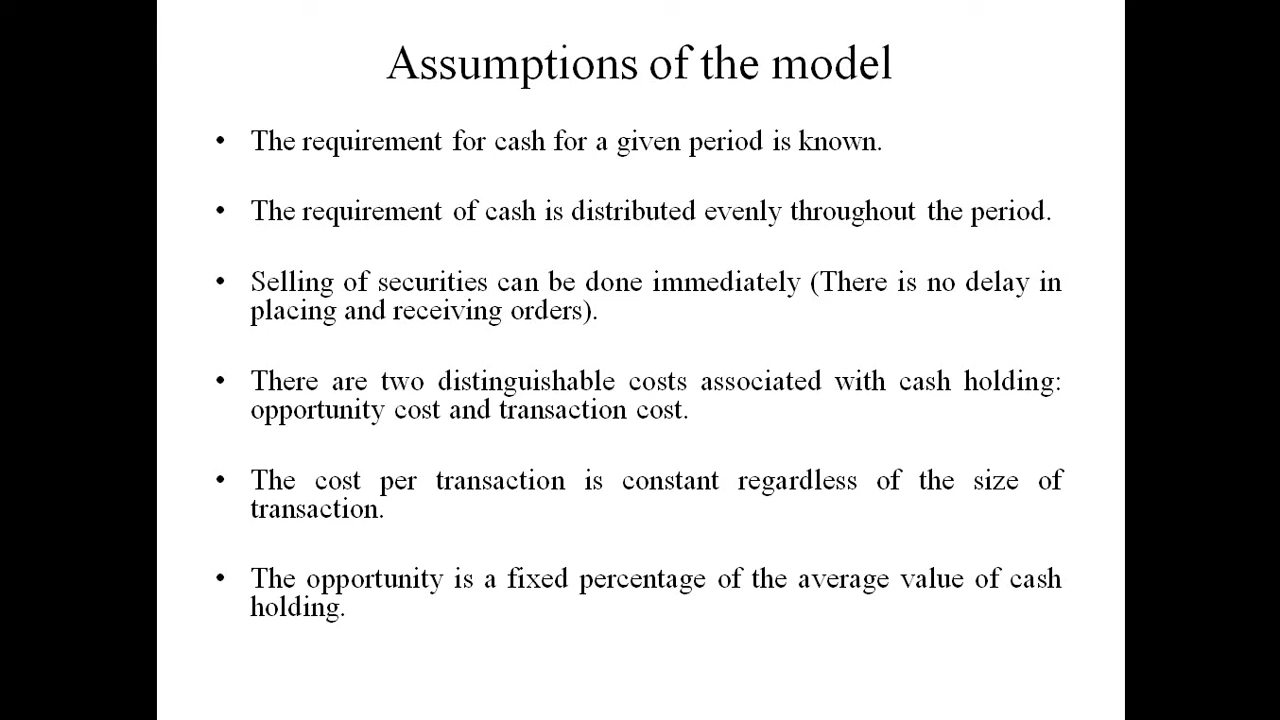 Assumptions of the model
• The requirement for cash for a given period is known.
• The requirement of cash is distributed evenly throughout the period.
• Selling of securities can be done immediately (There is no delay in
placing and receiving orders).
• There are two distinguishable costs associated with cash holding:
opportunity cost and transaction cost.
• The cost per transaction is constant regardless of the size of
transaction.
• The opportunity is a fixed percentage of the average value of cash
holding.